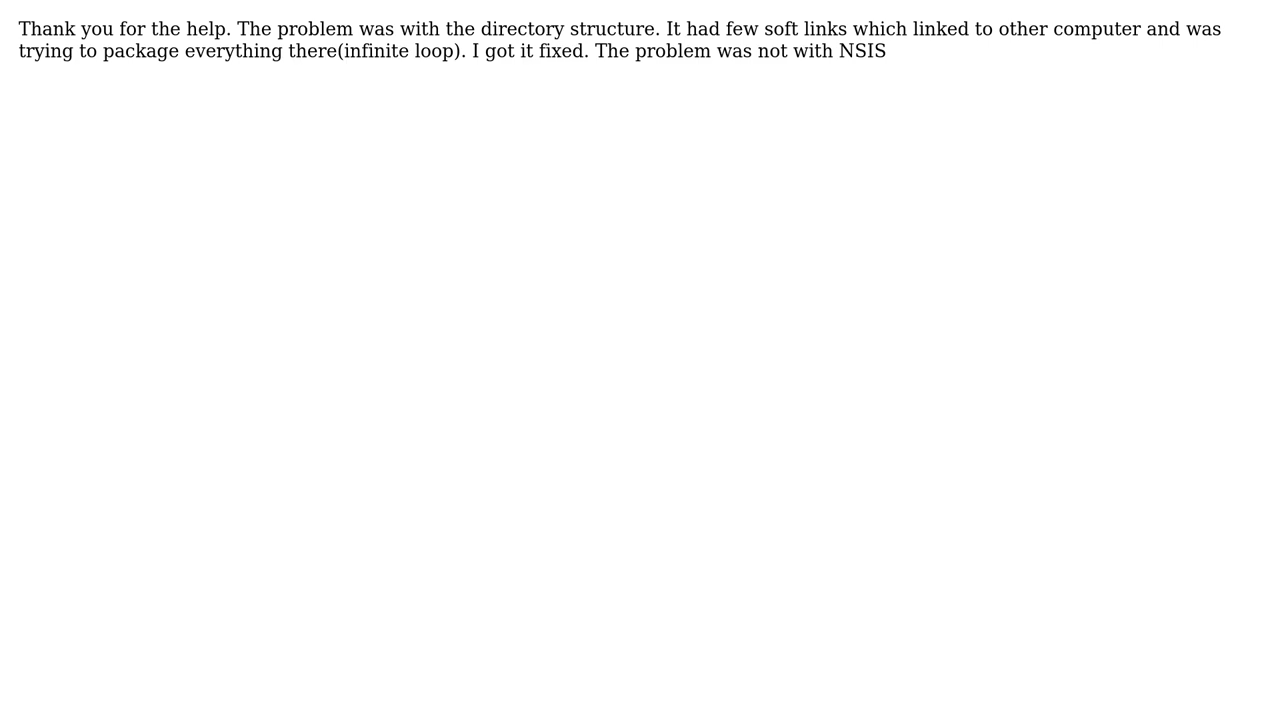 Thank you for the help. The problem was with the directory structure. It had few soft links which linked to other computer and was
trying to package everything there(infinite loop). I got it fixed. The problem was not with NSIS